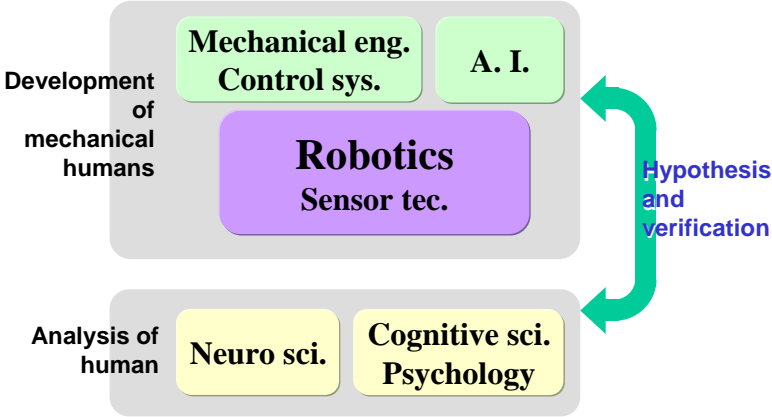 Mechanical eng.
Control sys.
A. I.
Development
of
mechanical
humans
Robotics
Sensor tec.
Hypothesis
and
verification
Analysis of
human
Neuro sci.
Cognitive sci.
Psychology